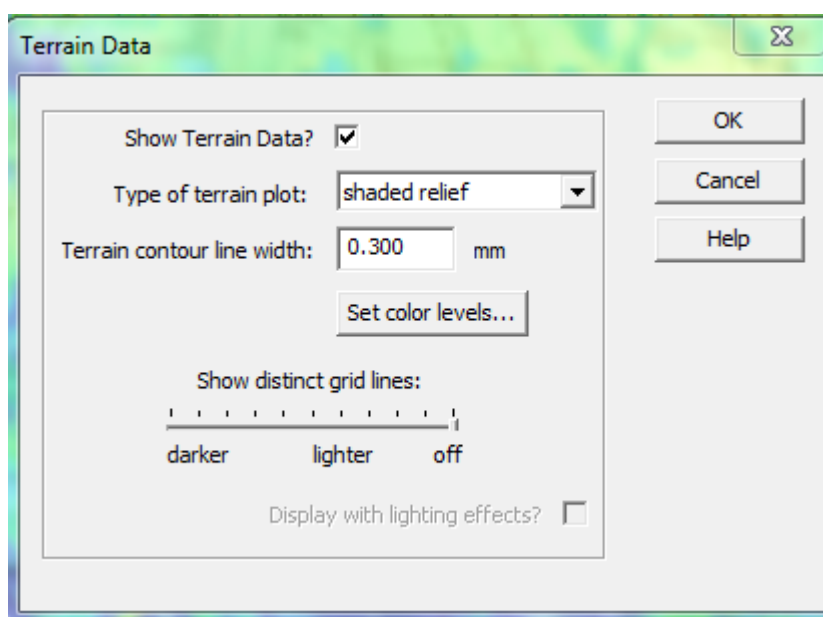 Terrain Data
Show Terrain Data?
OK
Type of terrain plot: shaded relief
Cancel
Terrain contour line width: 0.300 mm
Help
Set color levels...
Show distinct grid lines:
darker lighter off
Display with lighting effects?